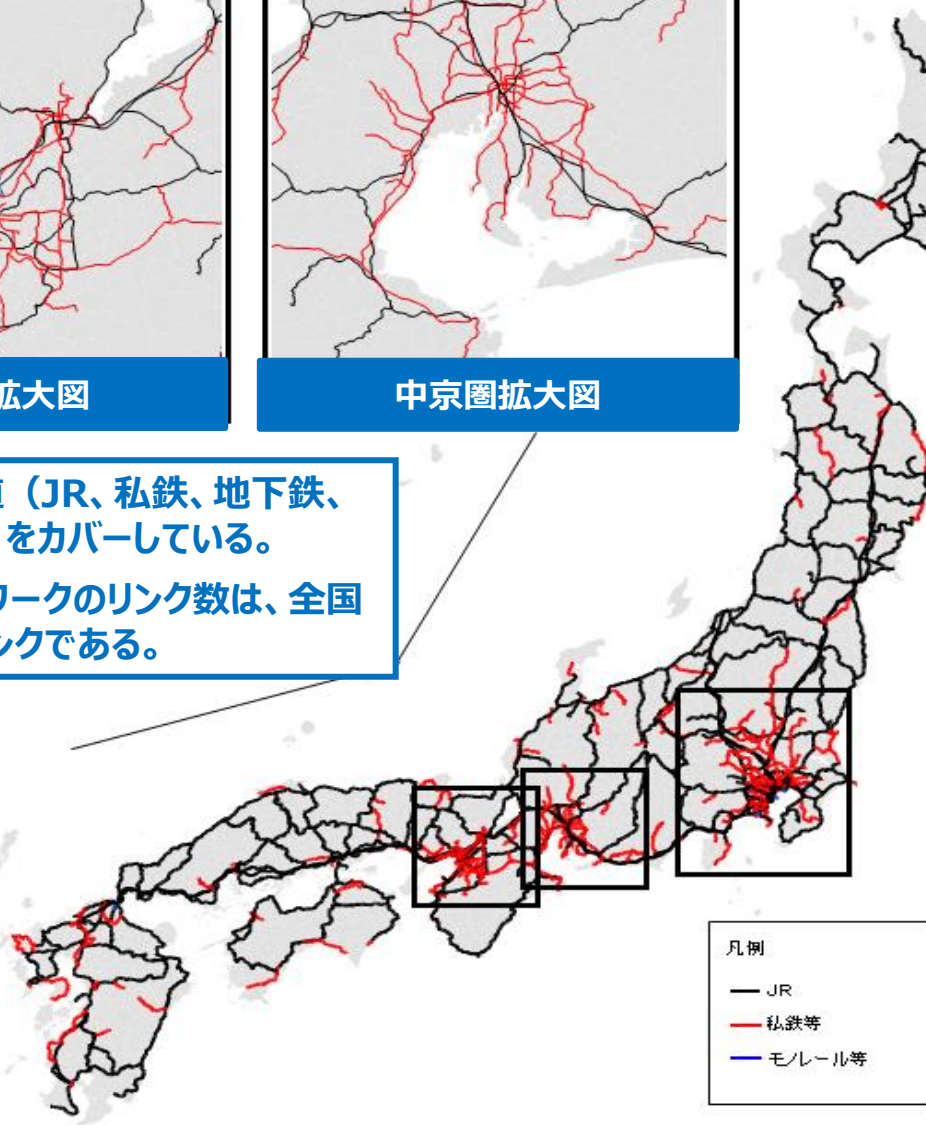 拡大図
中京圏拡大図
（JR、私鉄、地下鉄、
をカバーしている。
ワークのリンク数は、全国
ンクである。
凡例
JR
私鉄等
モノレール等